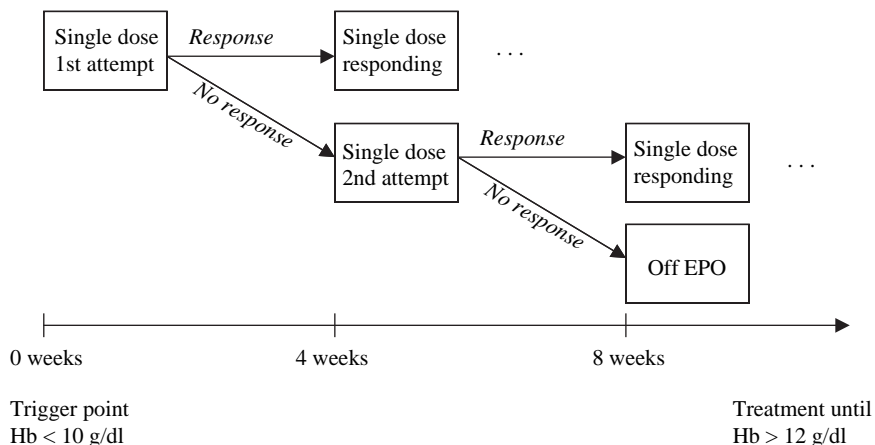 Single dose
1st attempt
Response
Single dose
responding
. . .
No response
Single dose
2nd attempt
Response
Single dose
responding
. . .
No response
Off EPO
0 weeks
4 weeks
8 weeks
Trigger point
Hb < 10 g/dl
Treatment until
Hb > 12 g/dl